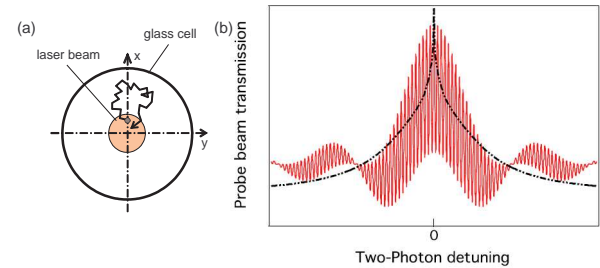 (a)
glass cell
laser beam
x
y
(b)
Probe beam transmission
0
Two-Photon detuning